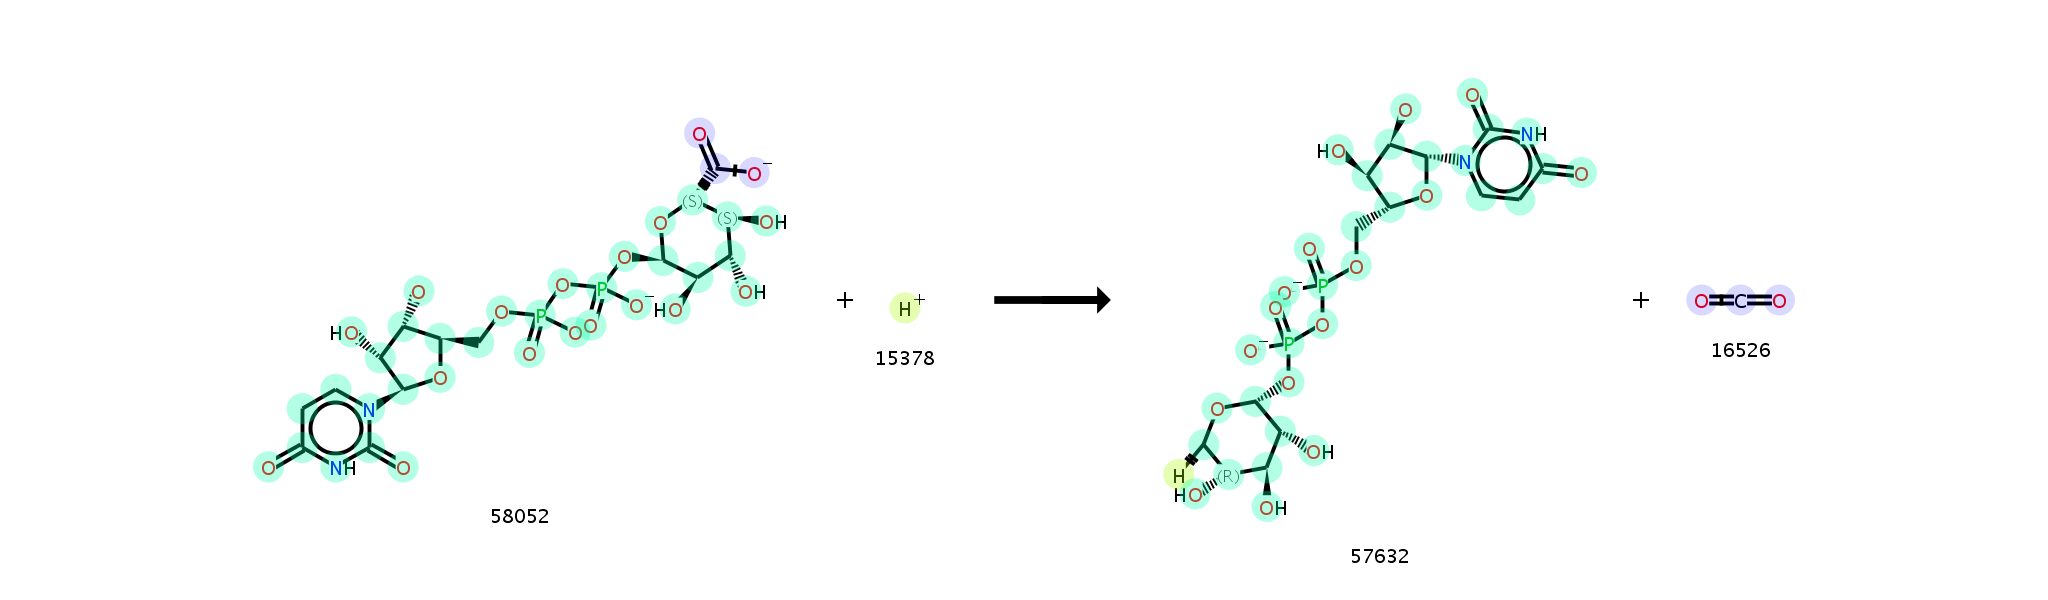 O O⁻
(S)
O (S) OH
O
O P O⁻ OH
HO
O
O P O O
HO O
O
N
O NH O
58052
+
H⁺
15378
O
O
NH
HO N O
O
O
P O
O⁻
O O
O⁻ P
O
O
OH
H (R)
HO
OH
57632
+
O C O
16526